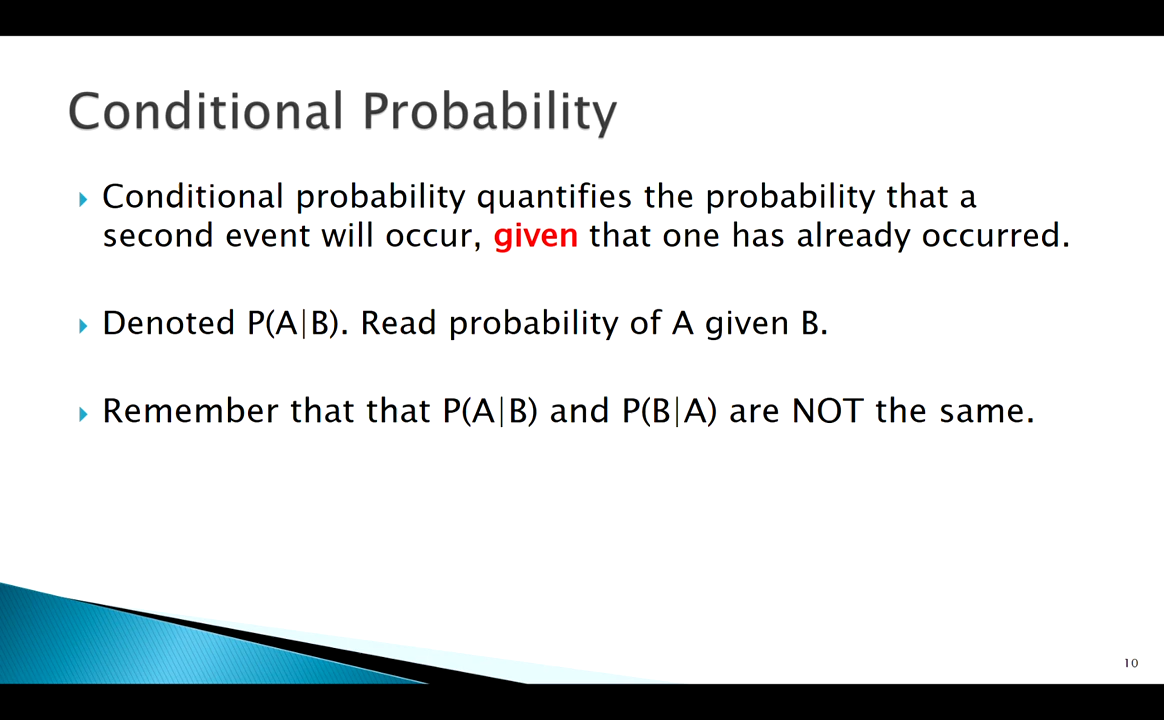 Conditional Probability
Conditional probability quantifies the probability that a
second event will occur, given that one has already occurred.
Denoted P(A|B). Read probability of A given B.
Remember that that P(A|B) and P(B|A) are NOT the same.
10